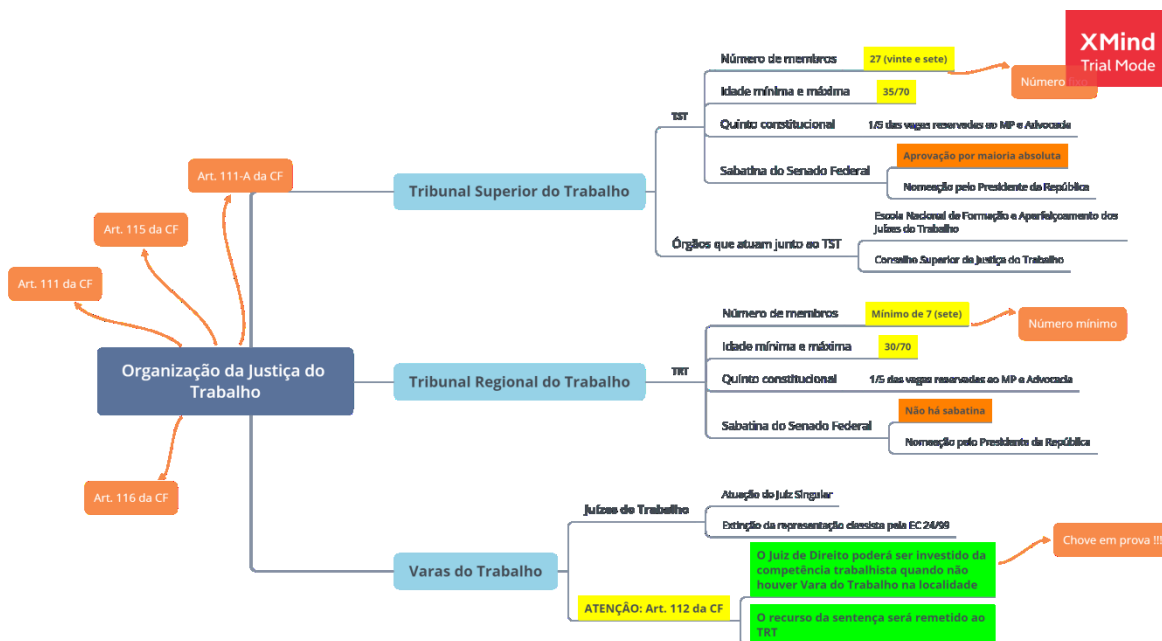 XMind
Trial Mode
Número de membros
27 (vinte e sete)
Número fixo
Idade mínima e máxima
35/70
TST
Quinto constitucional
1/5 das vagas reservadas ao MP e Advocacia
Sabatina do Senado Federal
Aprovação por maioria absoluta
Nomeação pelo Presidente da República
Tribunal Superior do Trabalho
Órgãos que atuam junto ao TST
Escola Nacional de Formação e Aperfeiçoamento dos
Juízes do Trabalho
Conselho Superior da Justiça do Trabalho
Art. 111-A da CF
Art. 115 da CF
Art. 111 da CF
Organização da Justiça do
Trabalho
Art. 116 da CF
Tribunal Regional do Trabalho
TRT
Número de membros
Mínimo de 7 (sete)
Número mínimo
Idade mínima e máxima
30/70
Quinto constitucional
1/5 das vagas reservadas ao MP e Advocacia
Sabatina do Senado Federal
Não há sabatina
Nomeação pelo Presidente da República
Varas do Trabalho
Juízes do Trabalho
Atuação do Juiz Singular
Extinção da representação classista pela EC 24/99
ATENÇÂO: Art. 112 da CF
O Juiz de Direito poderá ser investido da
competência trabalhista quando não
houver Vara do Trabalho na localidade
Chove em prova !!!
O recurso da sentença será remetido ao
TRT